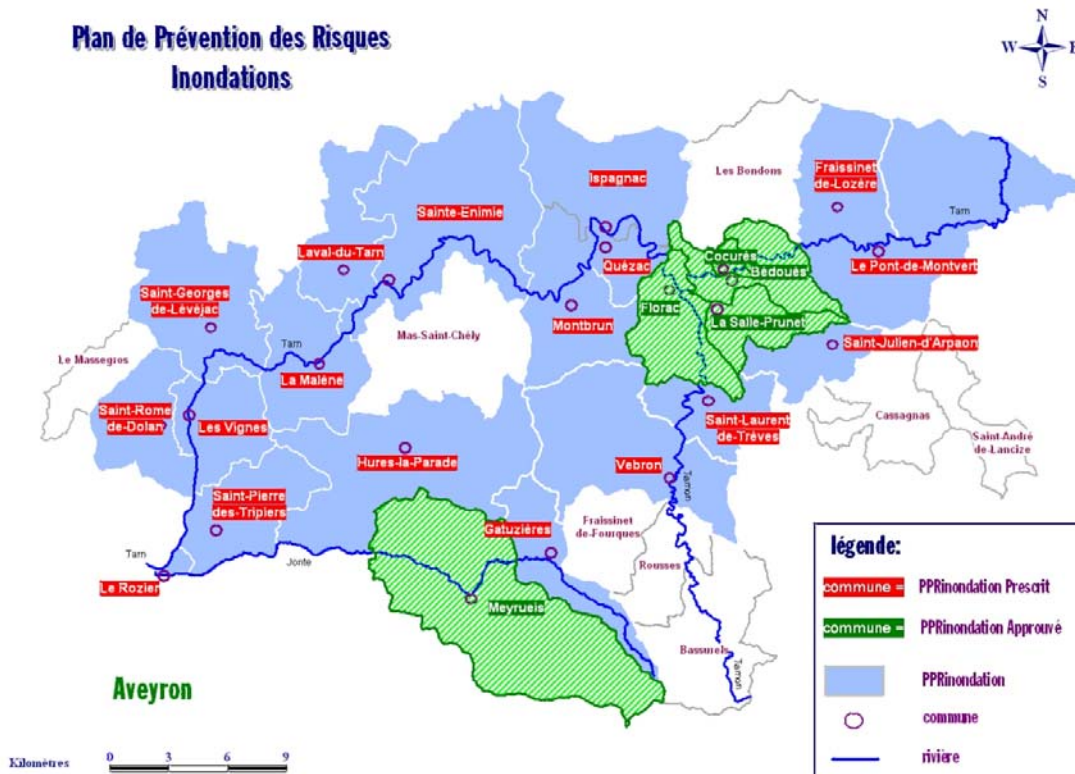 Plan de Prévention des Risques
Inondations
N
W E
S
Les Bondons
Fraissinet
de-Lozère
Ispagnac
Sainte-Enimie
Tarn
Laval-du-Tarn
Quézac
Cocurès
Bédouès
Le Pont-de-Montvert
Saint-Georges
de-Lévéjac
Florac
Montbrun
La Salle-Prunet
Mas-Saint-Chély
Saint-Julien-d'Arpaon
Le Massegros
Tarn
La Malène
Saint-Rome
de-Dolan
Les Vignes
Saint-Laurent
de-Trèves
Cassagnas
Saint-André
de-Lancize
Hures-la-Parade
Vebron
Tarnon
Saint-Pierre
des-Tripiers
Gatuzières
Fraissinet
de-Fourques
Rousses
Tarn
Jonte
Le Rozier
Meyrueis
Bassurels
Tarnon
Aveyron
légende:
commune = PPRinondation Prescrit
commune = PPRinondation Approuvé
PPRinondation
commune
rivière
Kilomètres 0 3 6 9